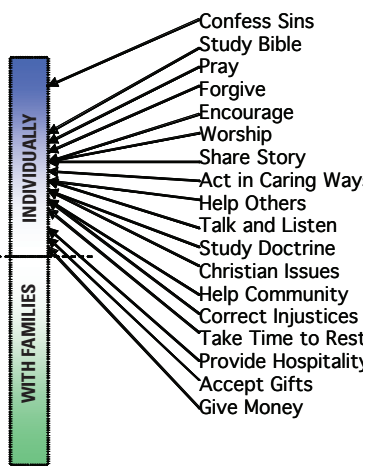 Confess Sins
Study Bible
Pray
Forgive
Encourage
Worship
Share Story
Act in Caring Way
Help Others
Talk and Listen
Study Doctrine
Christian Issues
Help Community
Correct Injustices
Take Time to Rest
Provide Hospitality
Accept Gifts
Give Money
INDIVIDUALLY
WITH FAMILIES